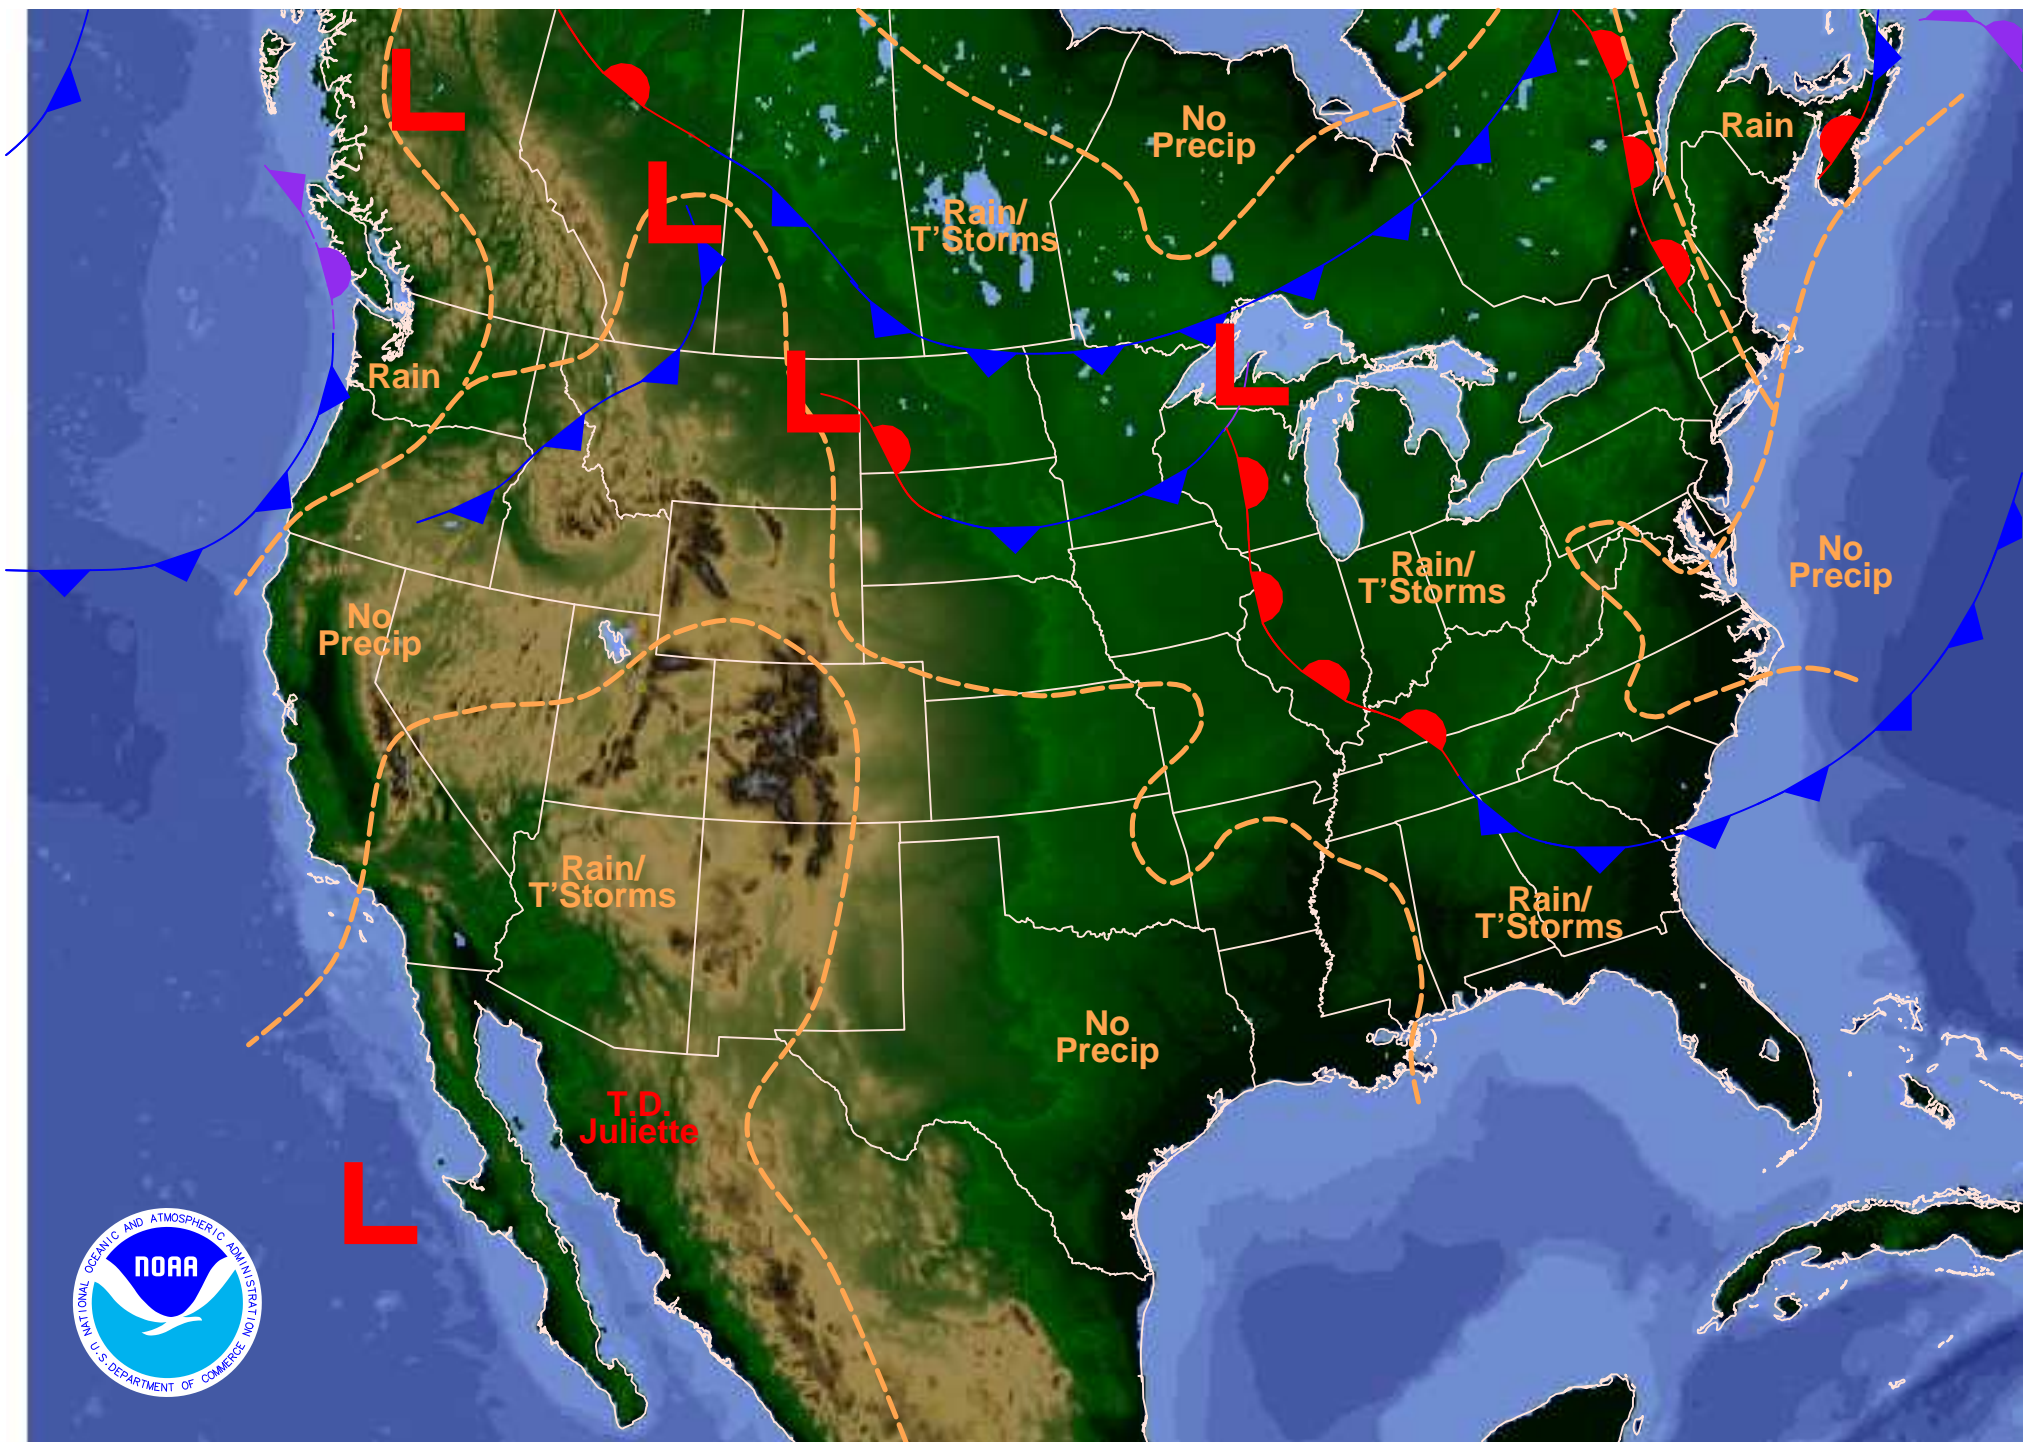 L
No
Precip
Rain
L
Rain/
T'Storms
L
L
Rain
L
Rain/
T'Storms
No
Precip
No
Precip
Rain/
T'Storms
Rain/
T'Storms
No
Precip
T.D.
Juliette
L
NATIONAL OCEANIC AND ATMOSPHERIC ADMINISTRATION
NOAA
U.S. DEPARTMENT OF COMMERCE